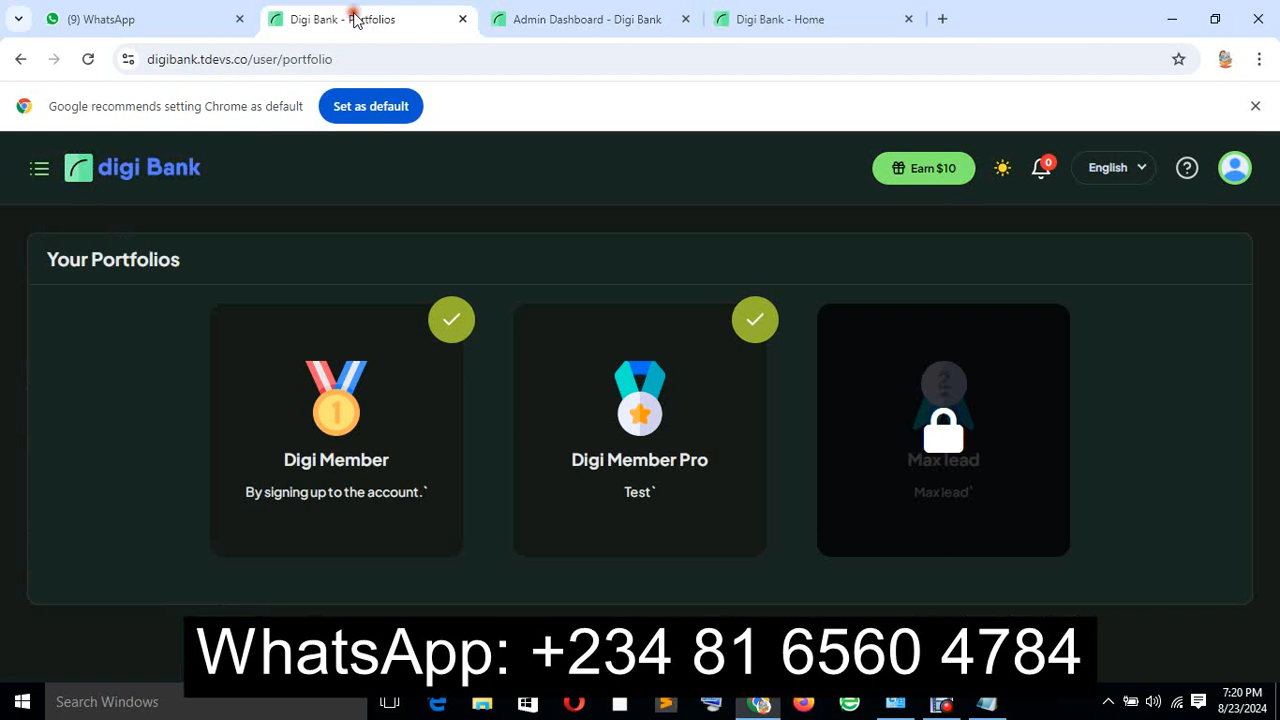 (9) WhatsApp
Digi Bank - Portfolios
Admin Dashboard - Digi Bank
Digi Bank - Home
digibank.tdevs.co/user/portfolio
Google recommends setting Chrome as default
Set as default
digi Bank
Earn $10
0
English
Your Portfolios
1
Digi Member
By signing up to the account.`
Digi Member Pro
Test`
2
Max lead
Max lead`
WhatsApp: +234 81 6560 4784
Search Windows
7:20 PM
8/23/2024